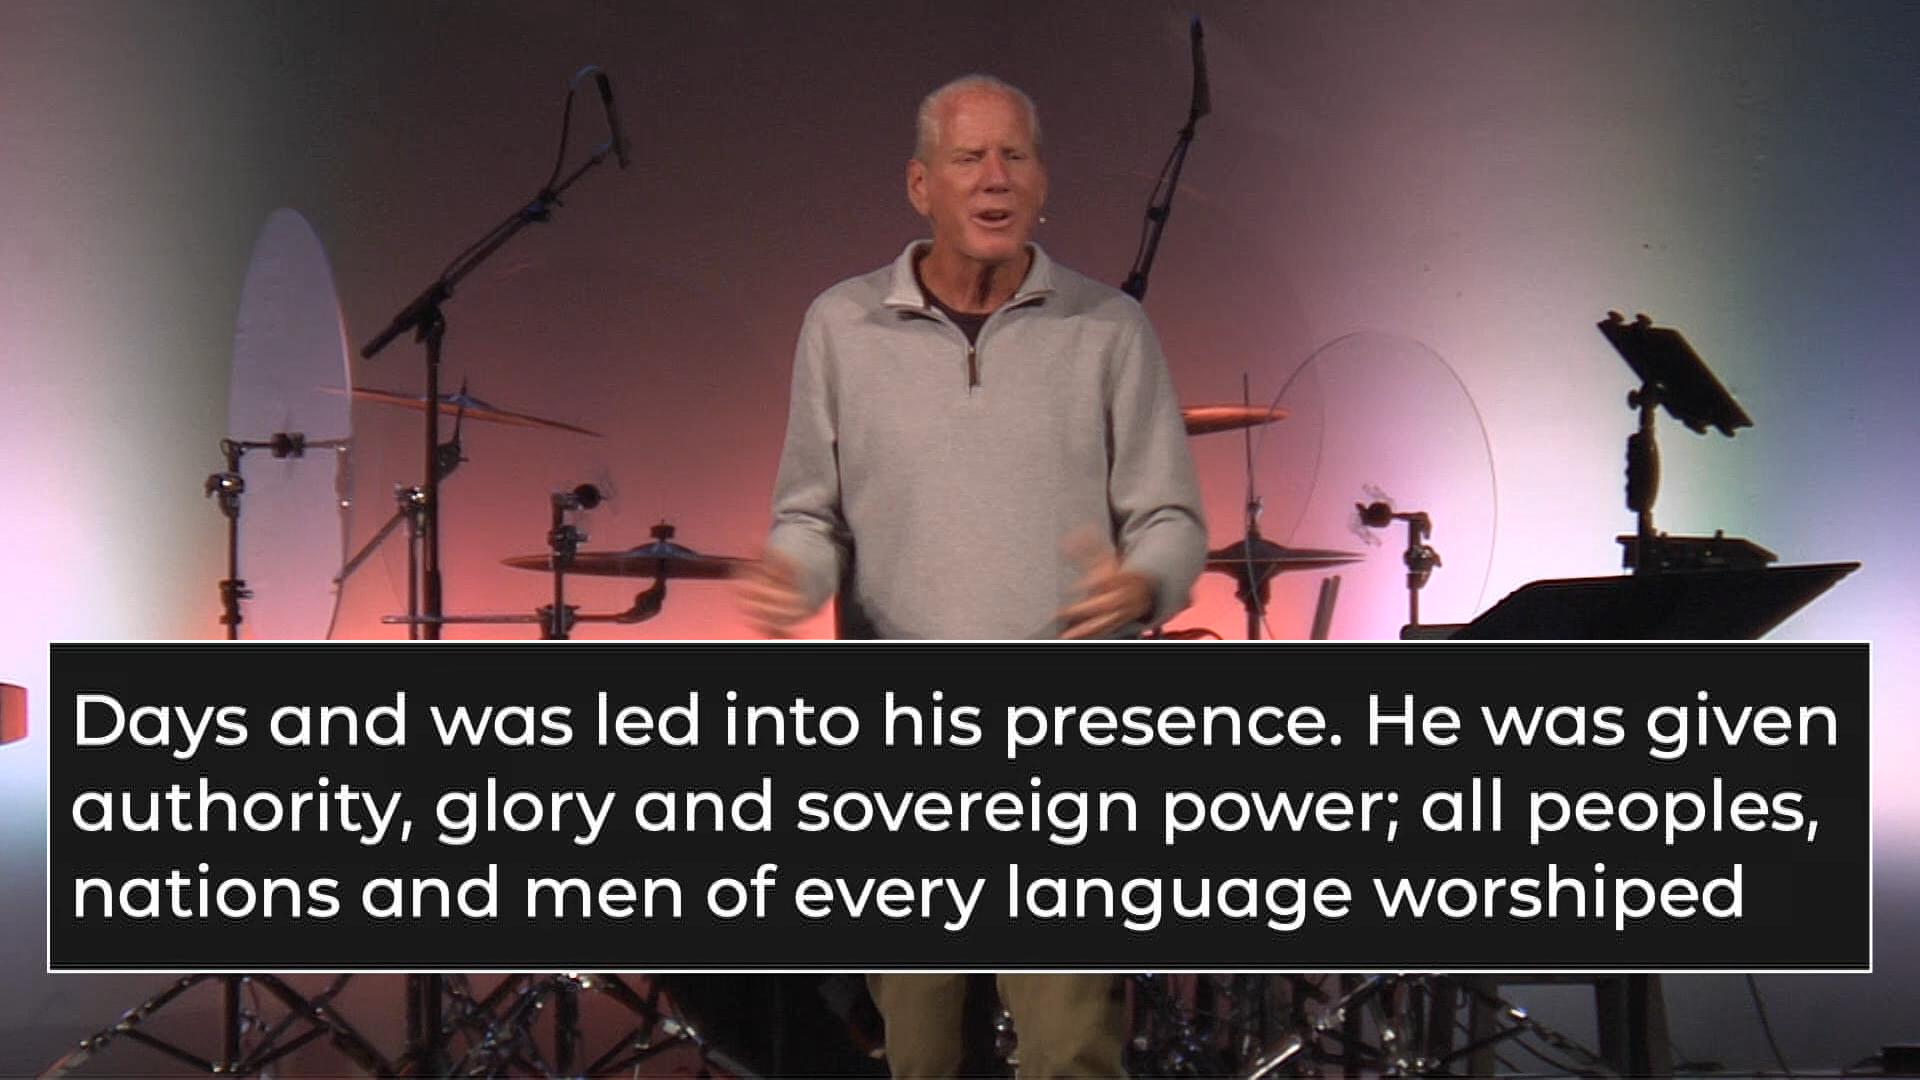 Days and was led into his presence. He was given
authority, glory and sovereign power; all peoples,
nations and men of every language worshiped